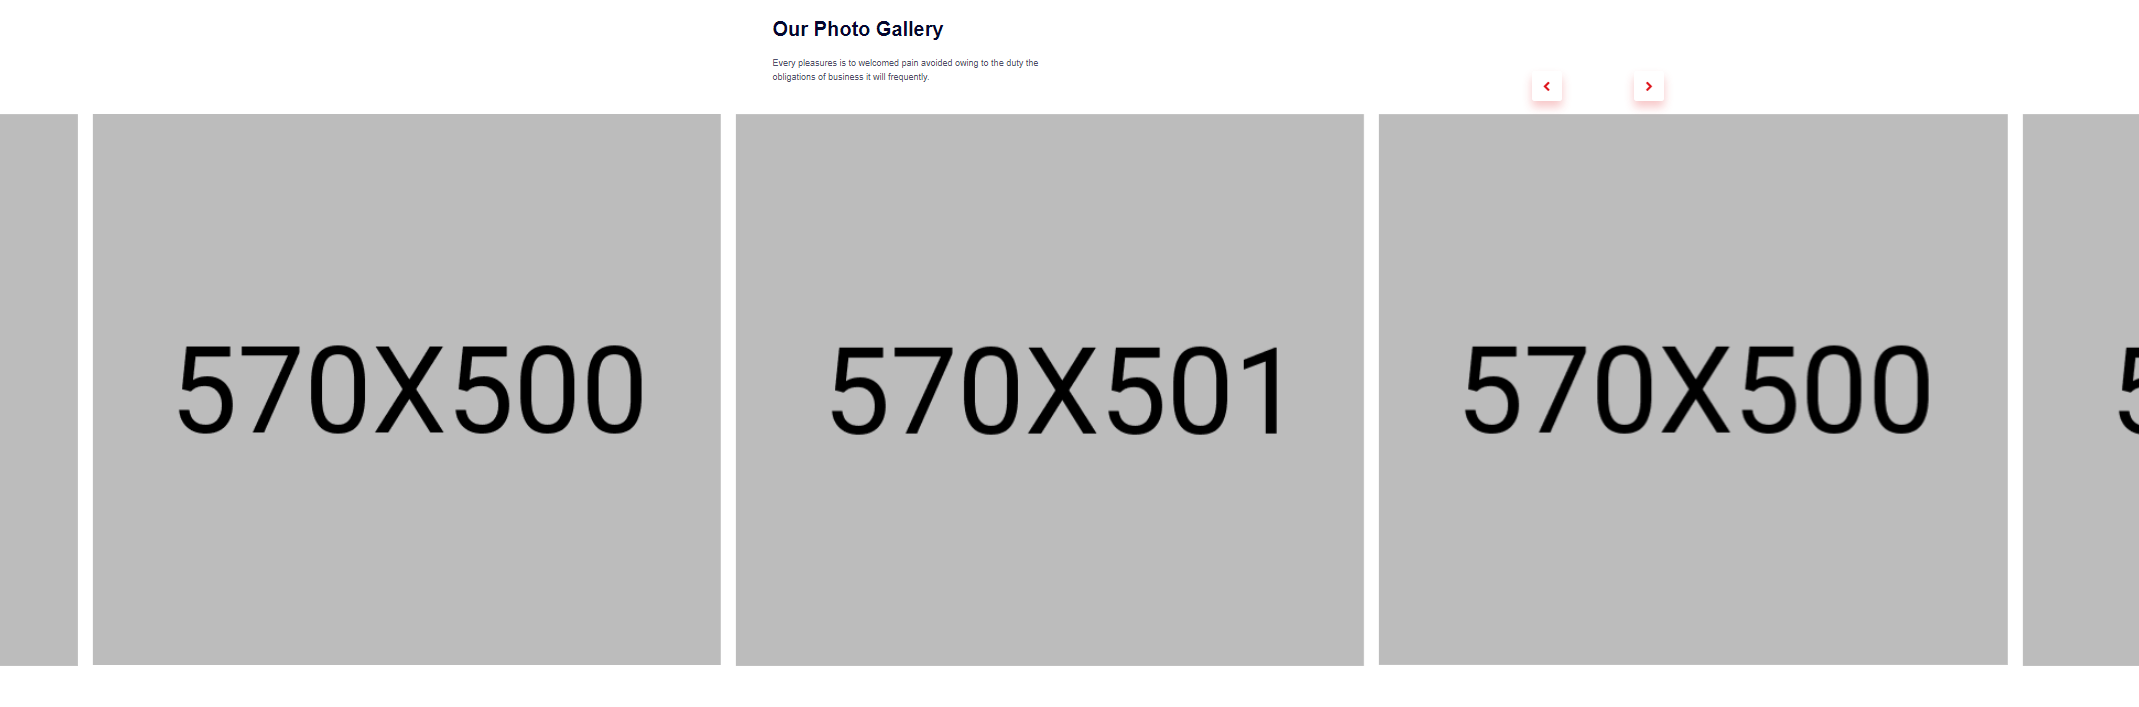 Our Photo Gallery
Every pleasures is to welcomed pain avoided owing to the duty the
obligations of business it will frequently.
570X500
570X501
570X500
5